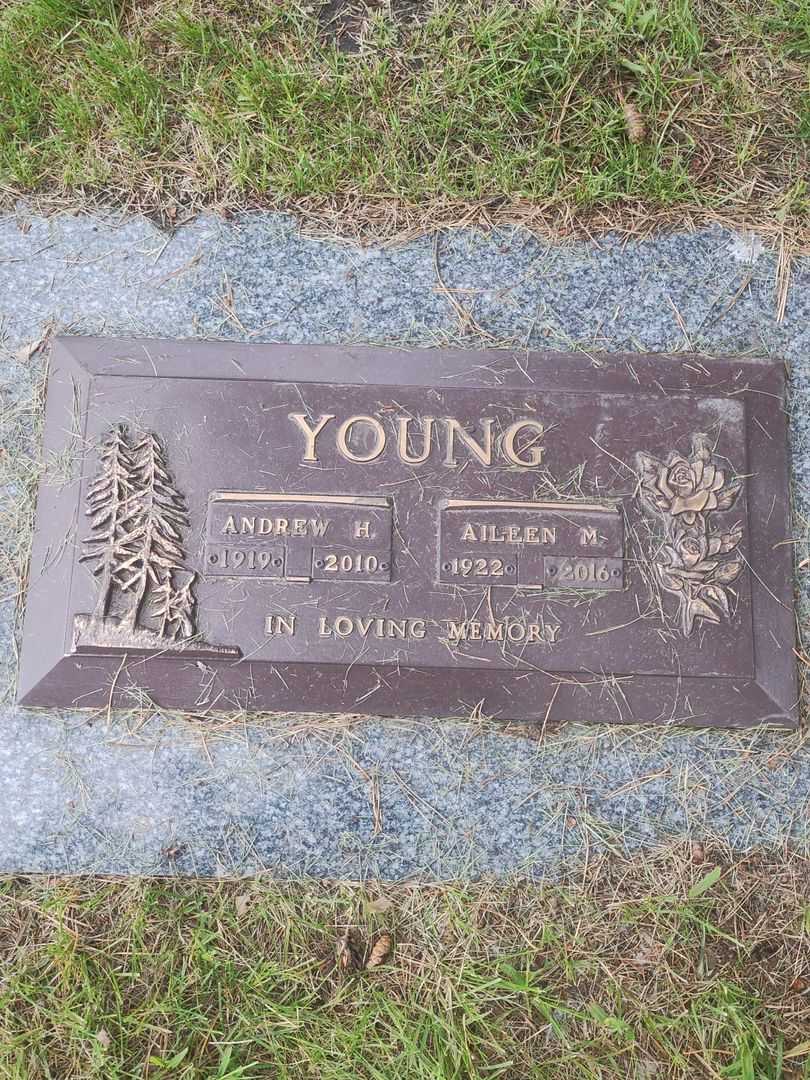 YOUNG
ANDREW H.
1919 2010
AILEEN M.
1922 2016
IN LOVING MEMORY